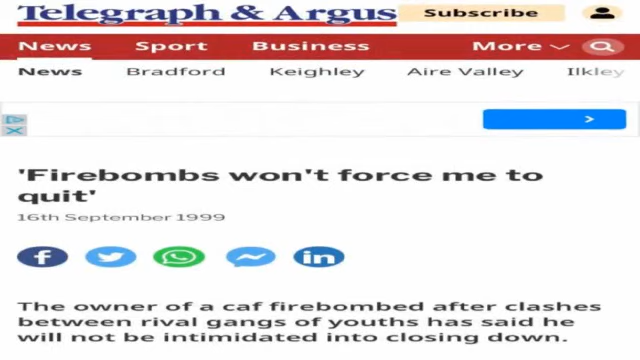 Telegraph & Argus Subscribe
News Sport Business More
News Bradford Keighley Aire Valley Ilkley
'Firebombs won't force me to
quit'
16th September 1999
The owner of a caf firebombed after clashes
between rival gangs of youths has said he
will not be intimidated into closing down.